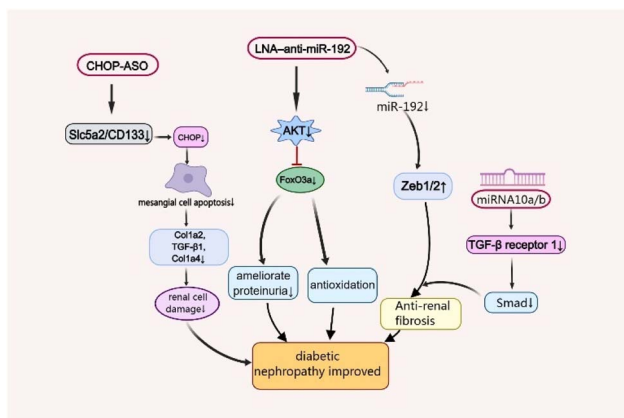 CHOP-ASO
Slc5a2/CD133↓
CHOP↓
mesangial cell apoptosis↓
Col1a2,
TGF-β1,
Col1a4↓
renal cell
damage↓
LNA–anti-miR-192
AKT↓
FoxO3a↓
ameliorate
proteinuria↓
antioxidation
miR-192↓
Zeb1/2↑
Anti-renal
fibrosis
miRNA10a/b
TGF-β receptor 1↓
Smad↓
diabetic
nephropathy improved